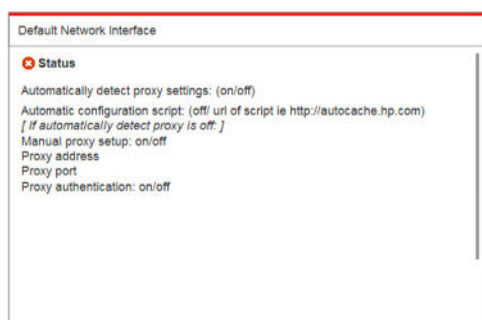 Default Network Interface
Status
Automatically detect proxy settings: (on/off)
Automatic configuration script: (off/ url of script ie http://autocache.hp.com)
[ If automatically detect proxy is off: ]
Manual proxy setup: on/off
Proxy address
Proxy port
Proxy authentication: on/off